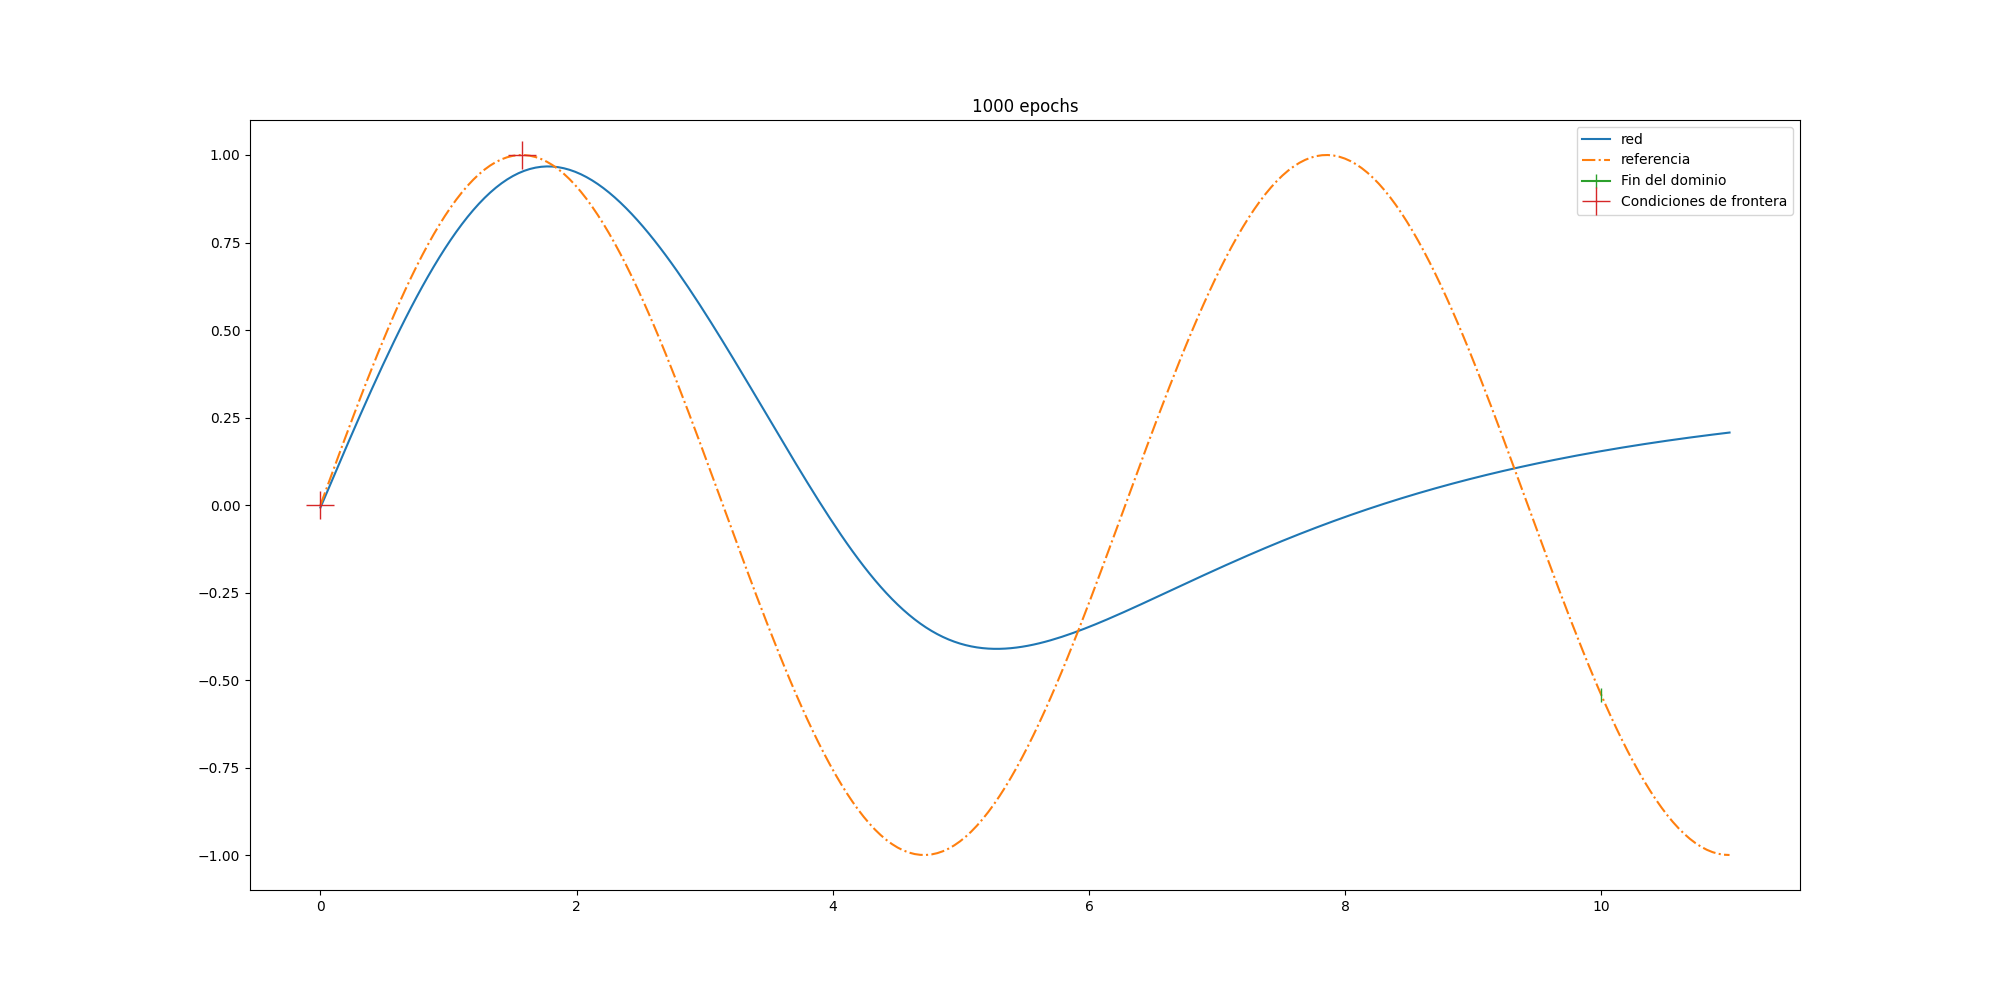 1000 epochs
red
referencia
Fin del dominio
Condiciones de frontera
1.00
0.75
0.50
0.25
0.00
−0.25
−0.50
−0.75
−1.00
0 2 4 6 8 10